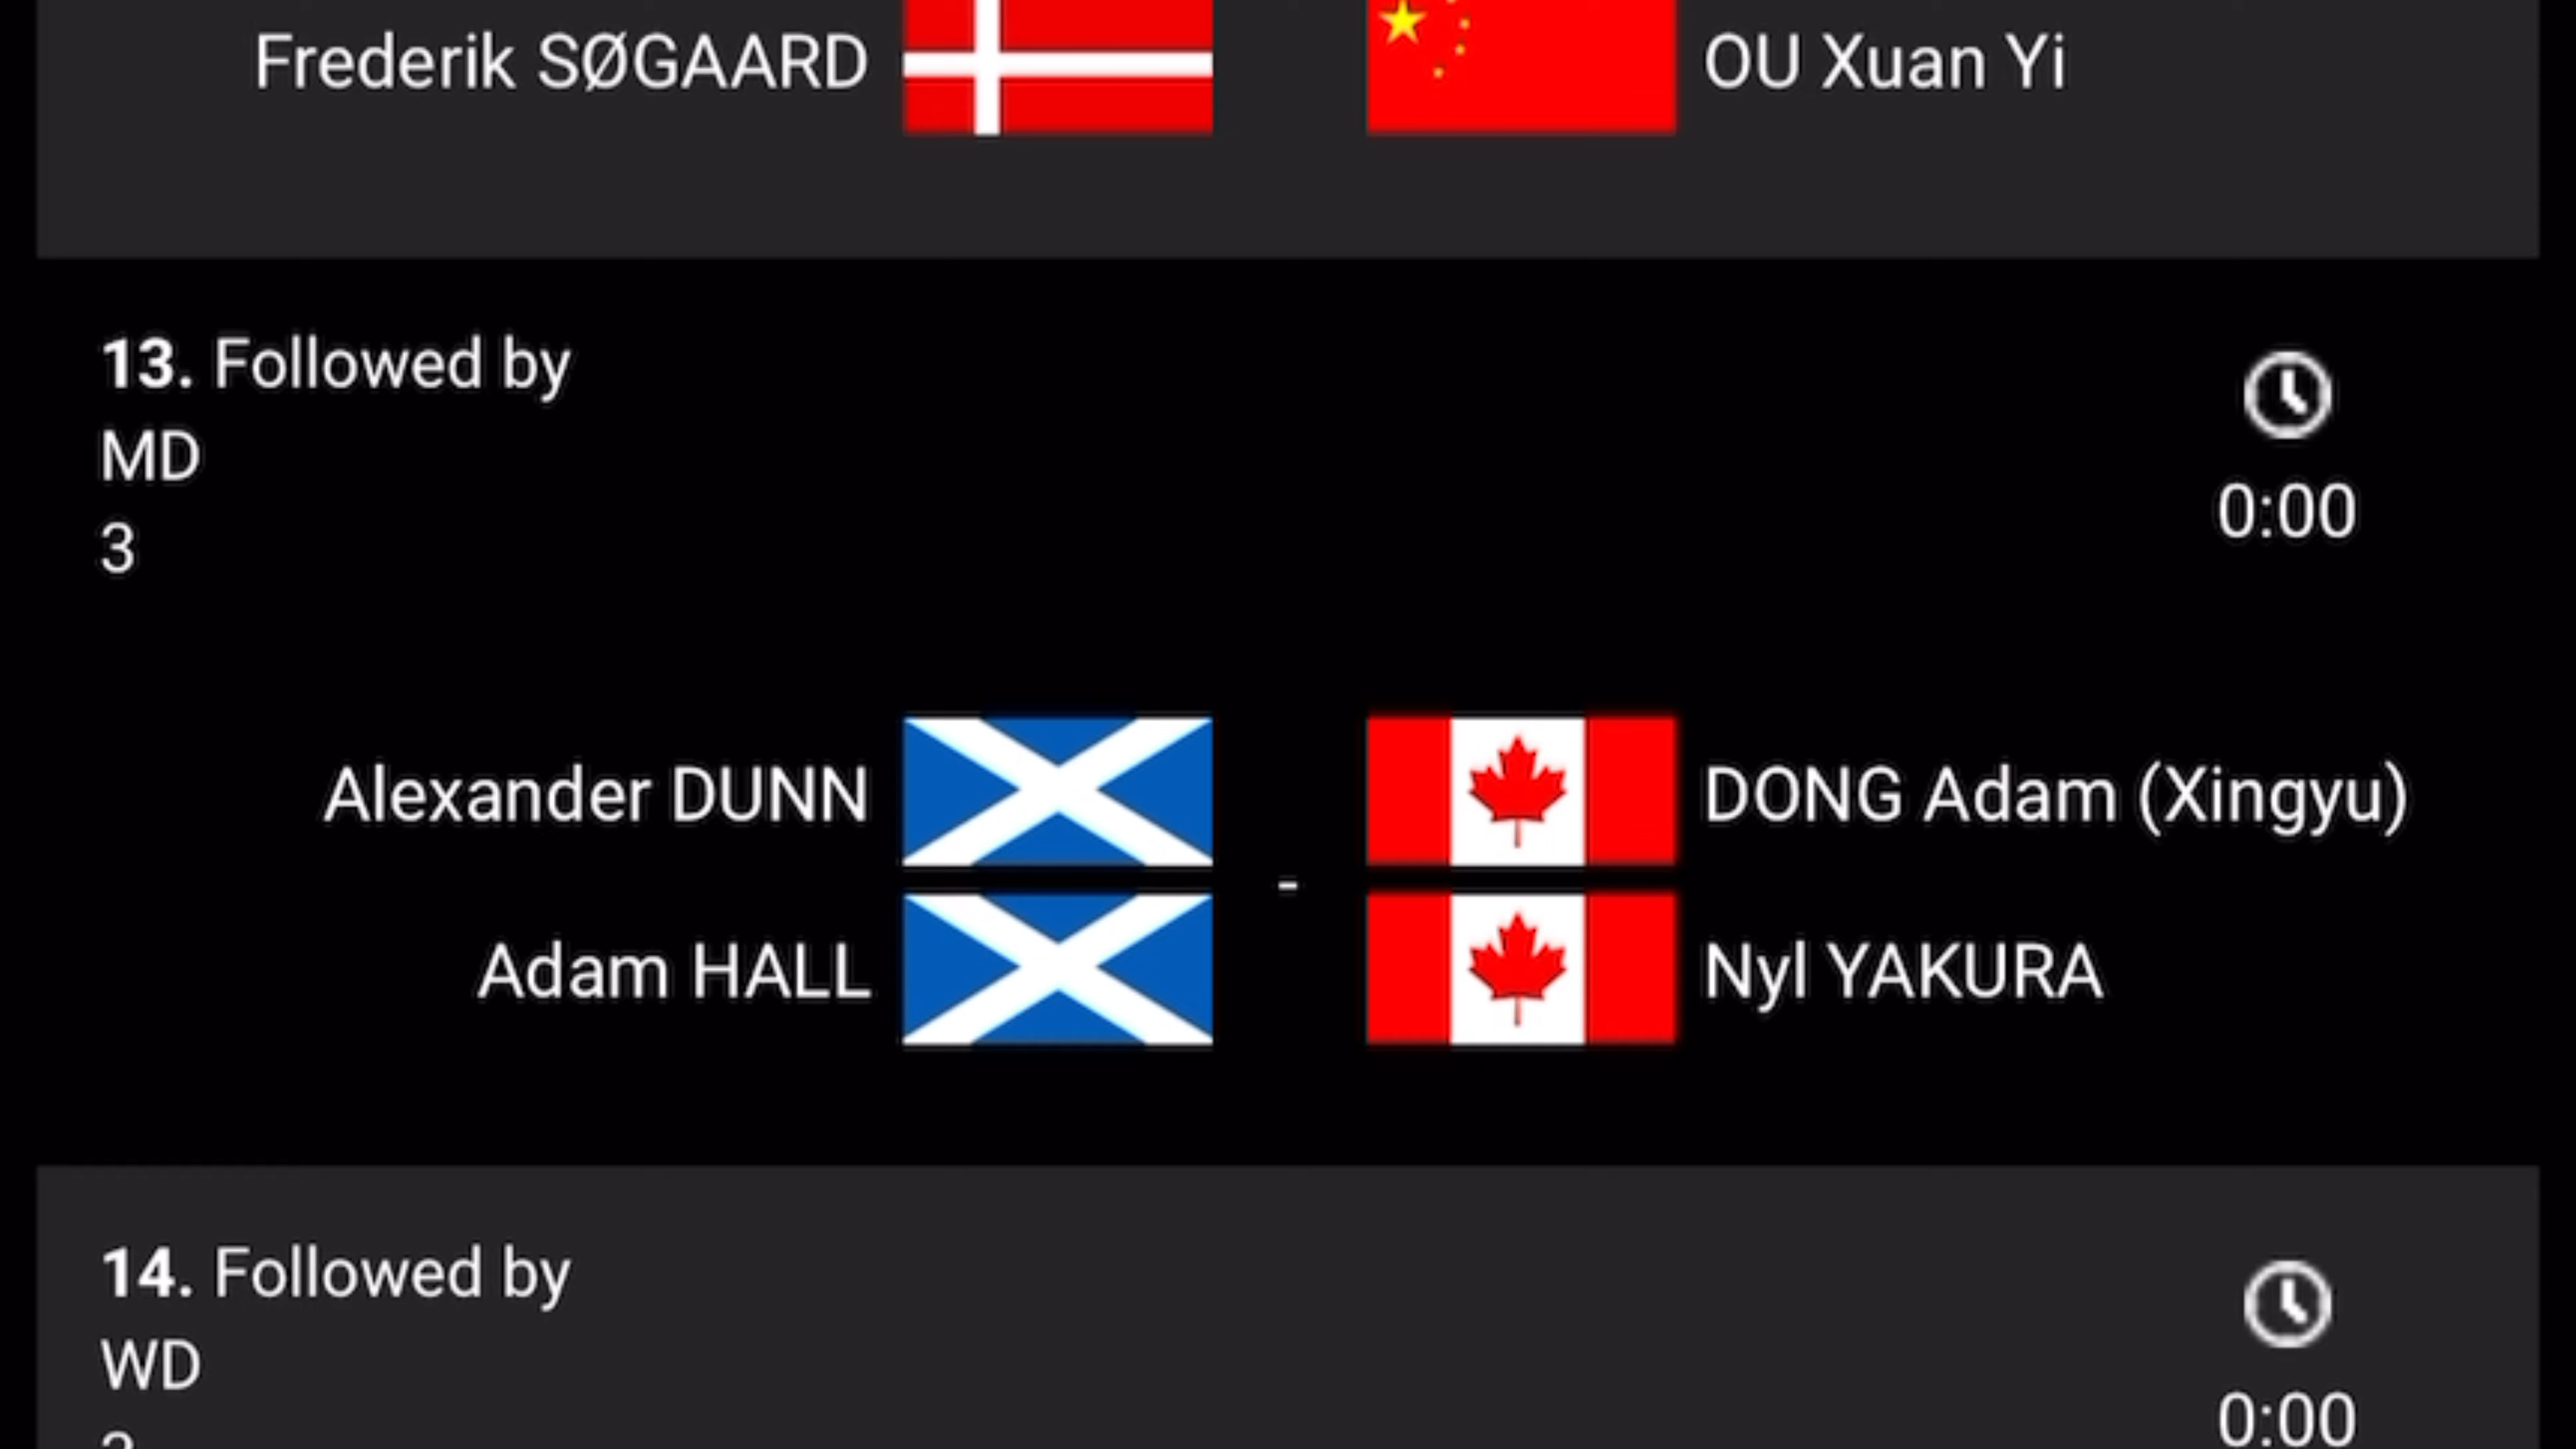 Frederik SØGAARD OU Xuan Yi
13. Followed by
MD
3
0:00
Alexander DUNN DONG Adam (Xingyu)
-
Adam HALL Nyl YAKURA
14. Followed by
WD
0:00